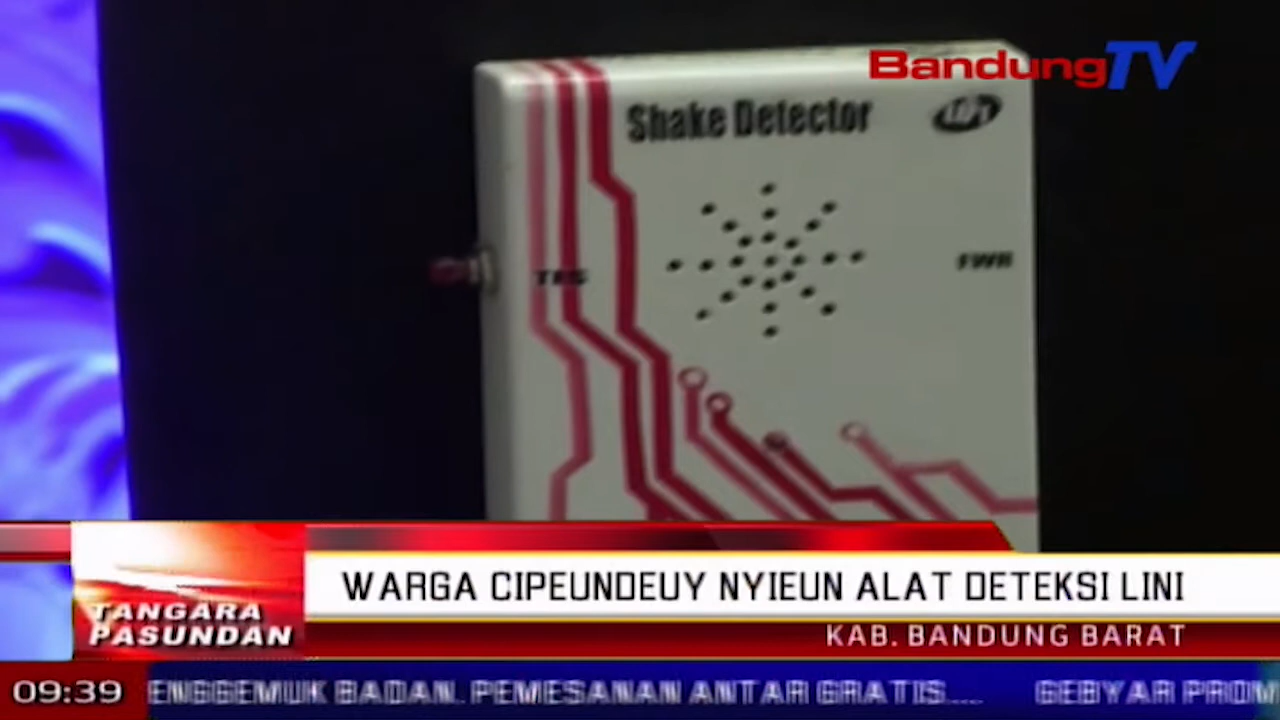 BandungTV
Shake Detector
TRG
PWR
WARGA CIPEUNDEUY NYIEUN ALAT DETEKSI LINI
KAB. BANDUNG BARAT
TANGARA
PASUNDAN
09:39
ENGGEMUK BADAN. PEMESANAN ANTAR GRATIS.... GEBYAR PROM